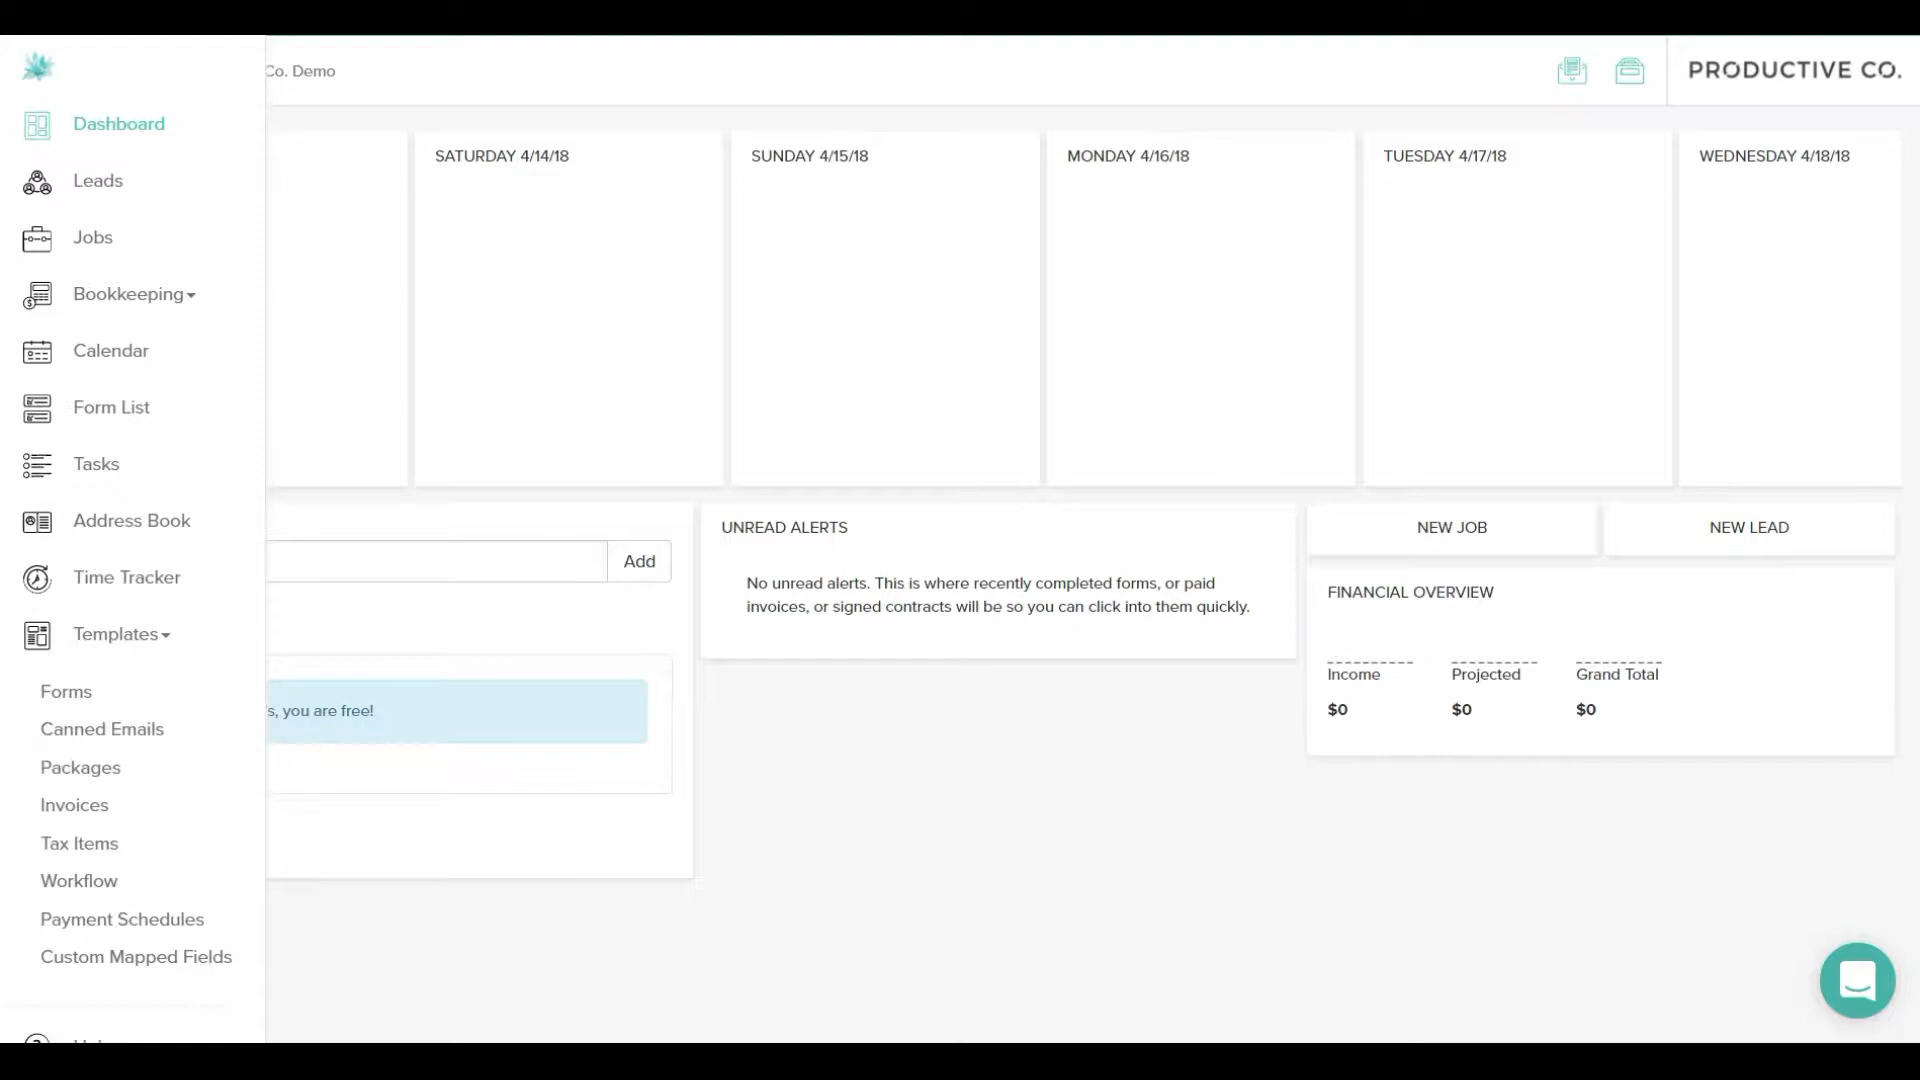 Co. Demo
PRODUCTIVE CO.
Dashboard
Leads
Jobs
Bookkeeping
Calendar
Form List
Tasks
Address Book
Time Tracker
Templates
Forms
Canned Emails
Packages
Invoices
Tax Items
Workflow
Payment Schedules
Custom Mapped Fields
SATURDAY 4/14/18
SUNDAY 4/15/18
MONDAY 4/16/18
TUESDAY 4/17/18
WEDNESDAY 4/18/18
Add
s, you are free!
UNREAD ALERTS
No unread alerts. This is where recently completed forms, or paid
invoices, or signed contracts will be so you can click into them quickly.
NEW JOB
NEW LEAD
FINANCIAL OVERVIEW
Income
Projected
Grand Total
$0
$0
$0